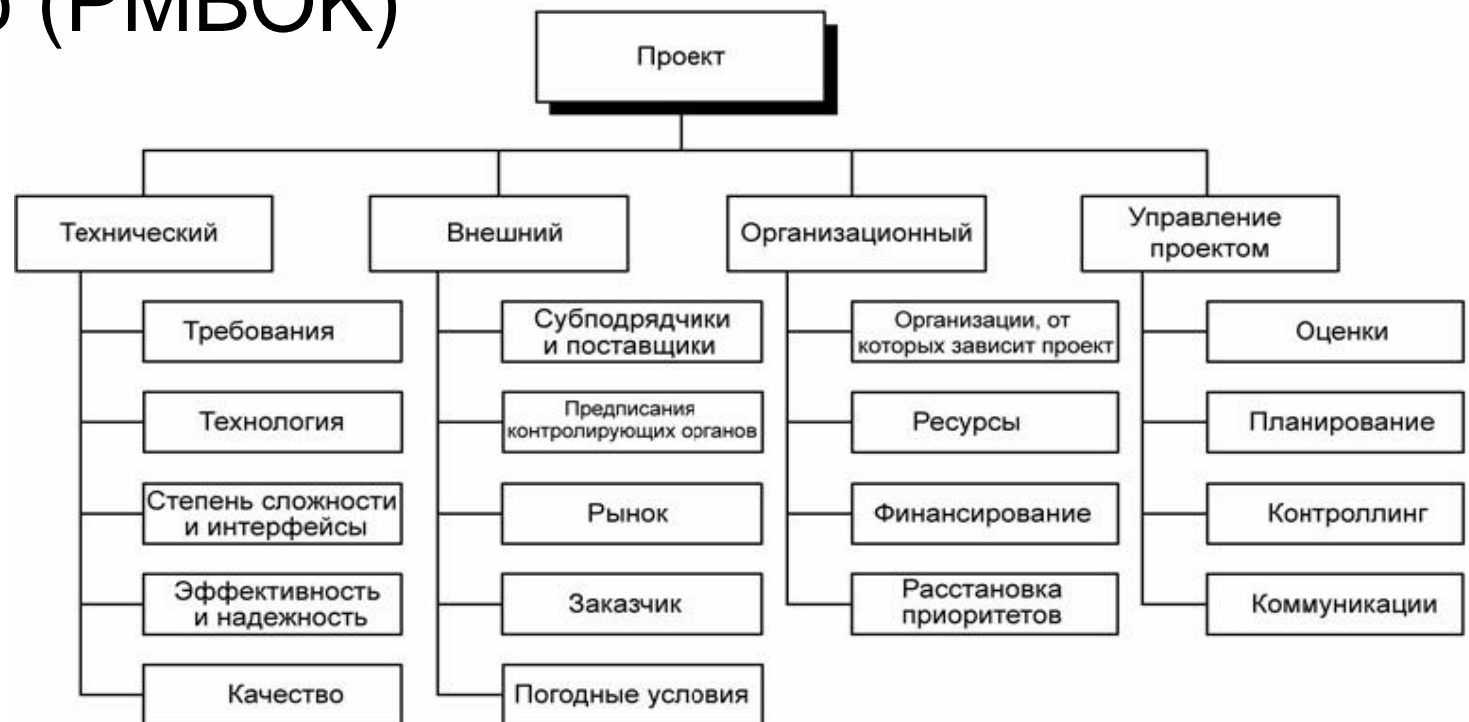 (PMBOK)
Проект
Технический
Внешний
Организационный
Управление
проектом
Требования
Технология
Степень сложности
и интерфейсы
Эффективность
и надежность
Качество
Субподрядчики
и поставщики
Предписания
контролирующих органов
Рынок
Заказчик
Погодные условия
Организации, от
которых зависит проект
Ресурсы
Финансирование
Расстановка
приоритетов
Оценки
Планирование
Контроллинг
Коммуникации